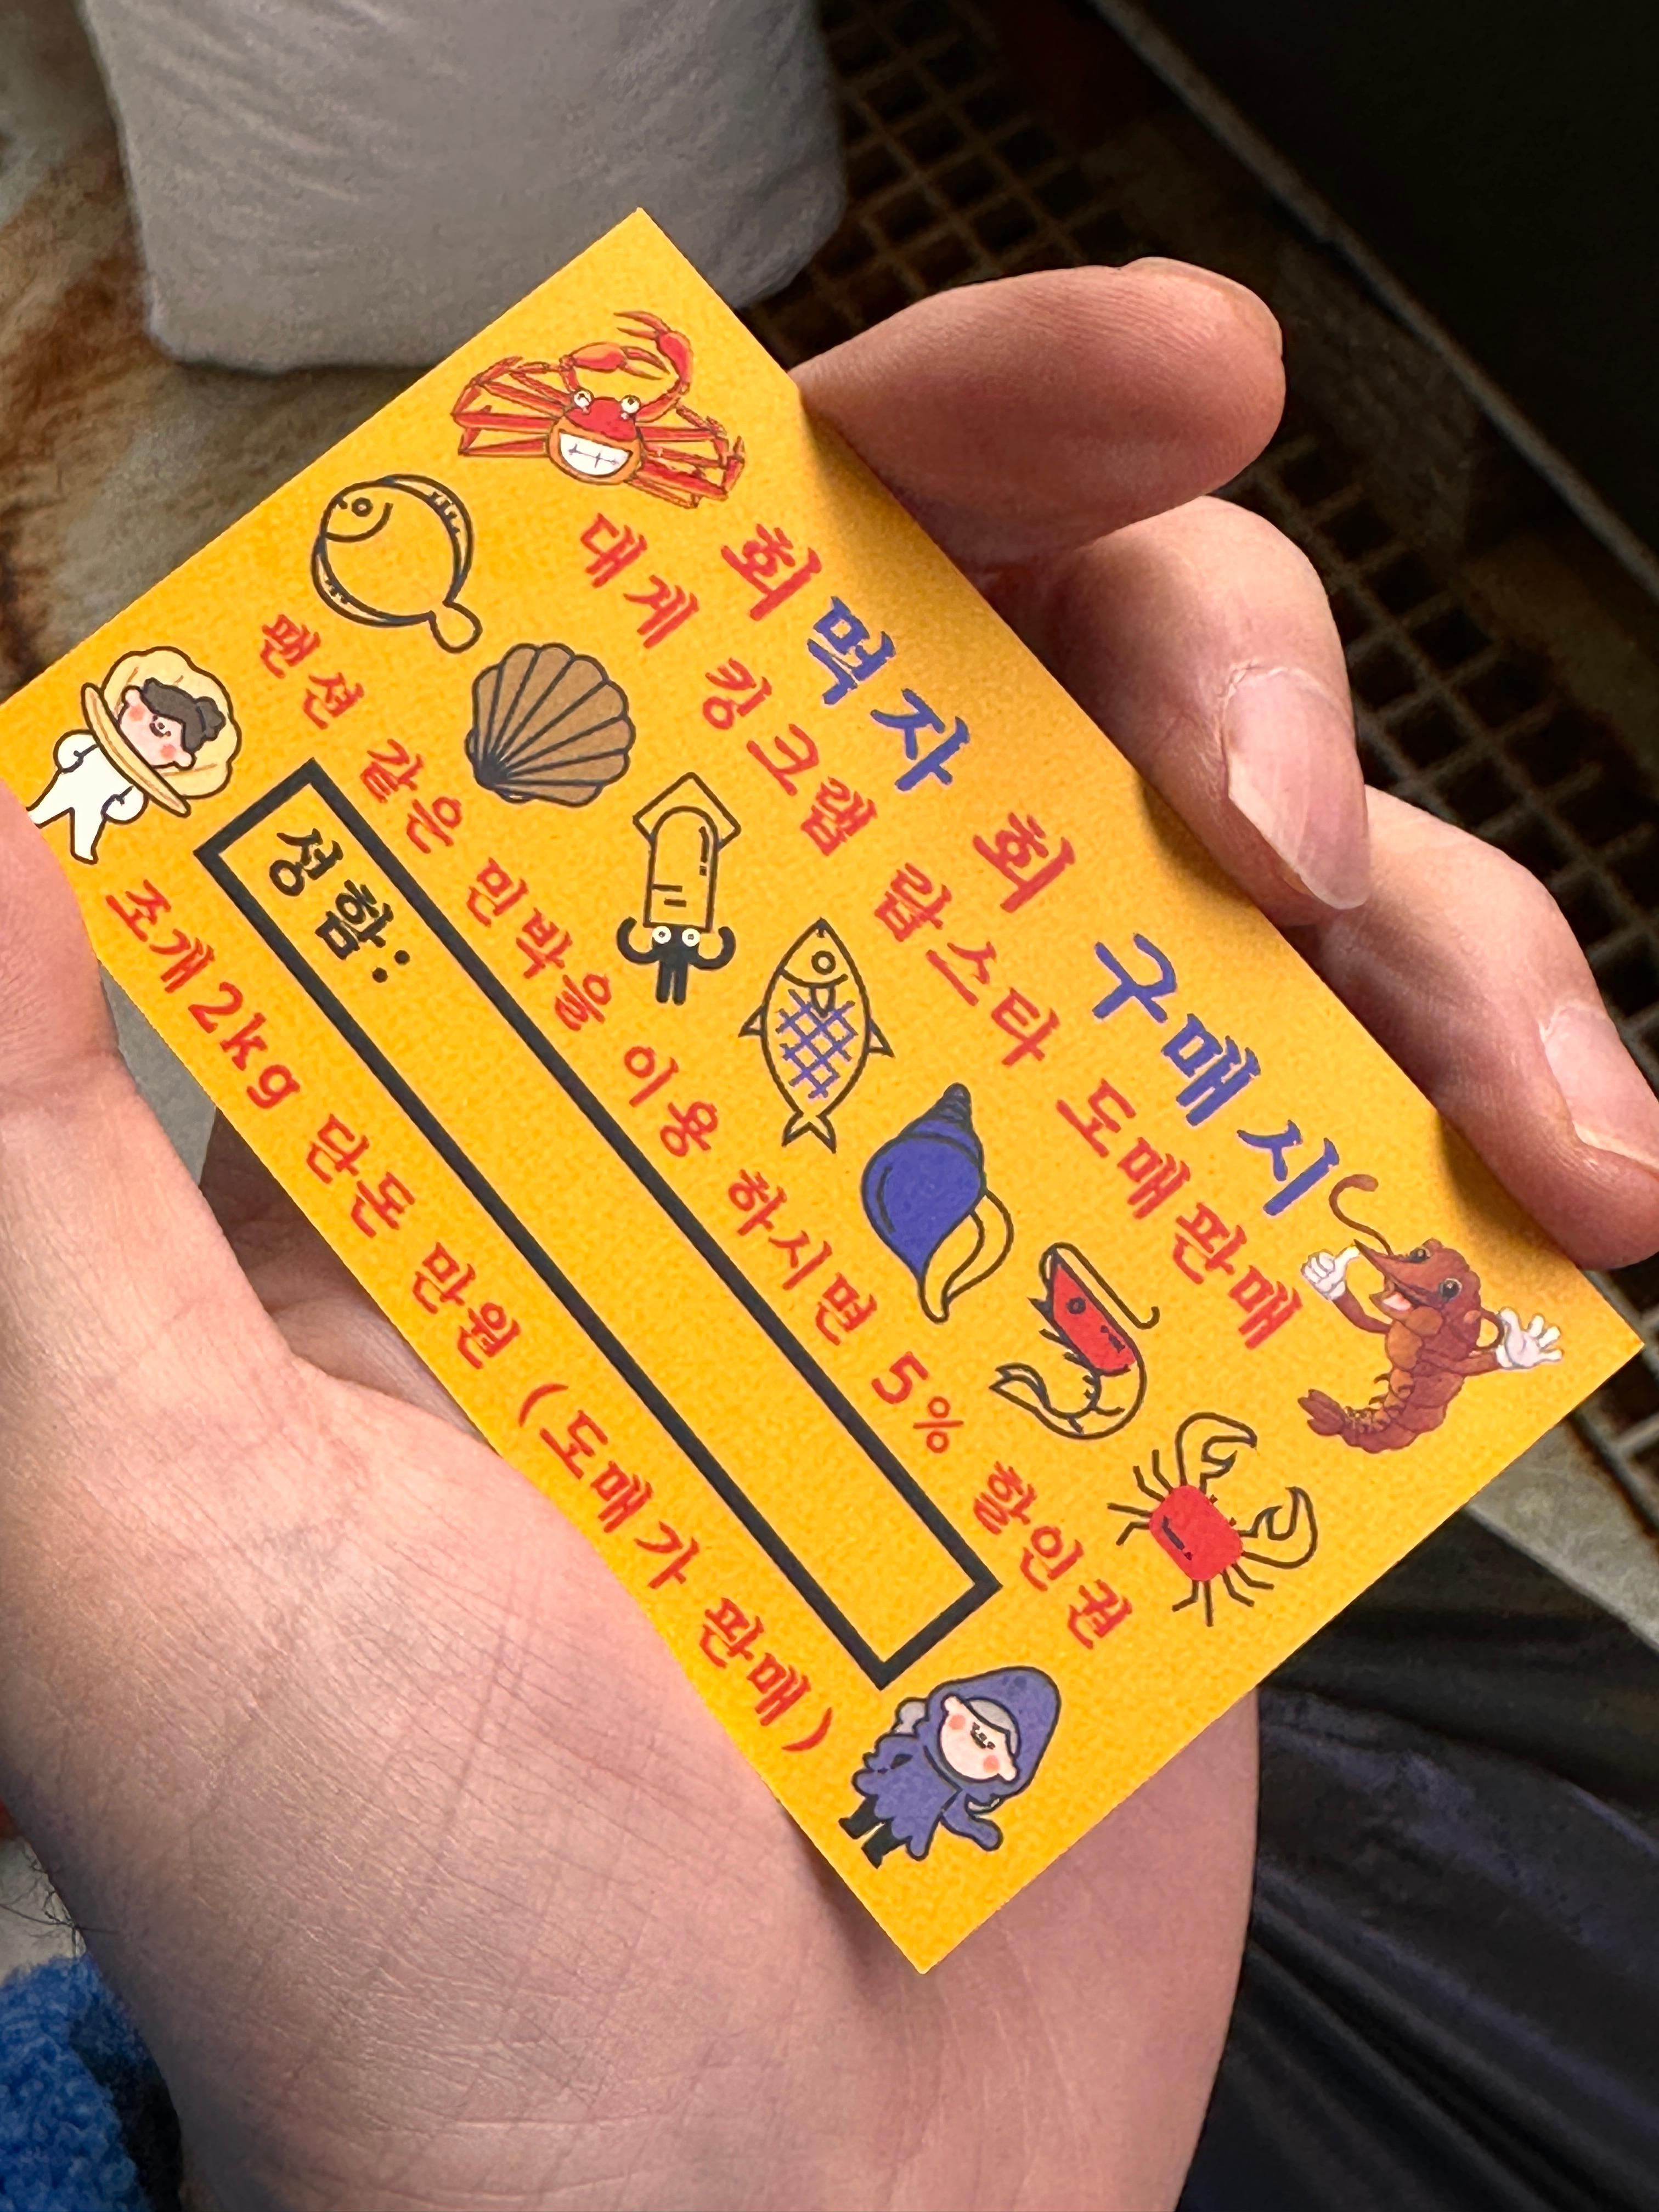 회먹자 회 구매시
대게 킹크랩 랍스타 도매판매
팬션 같은 민박을 이용 하시면 5% 할인권
성함:
조개2kg 단돈 만원 (도매가 판매)